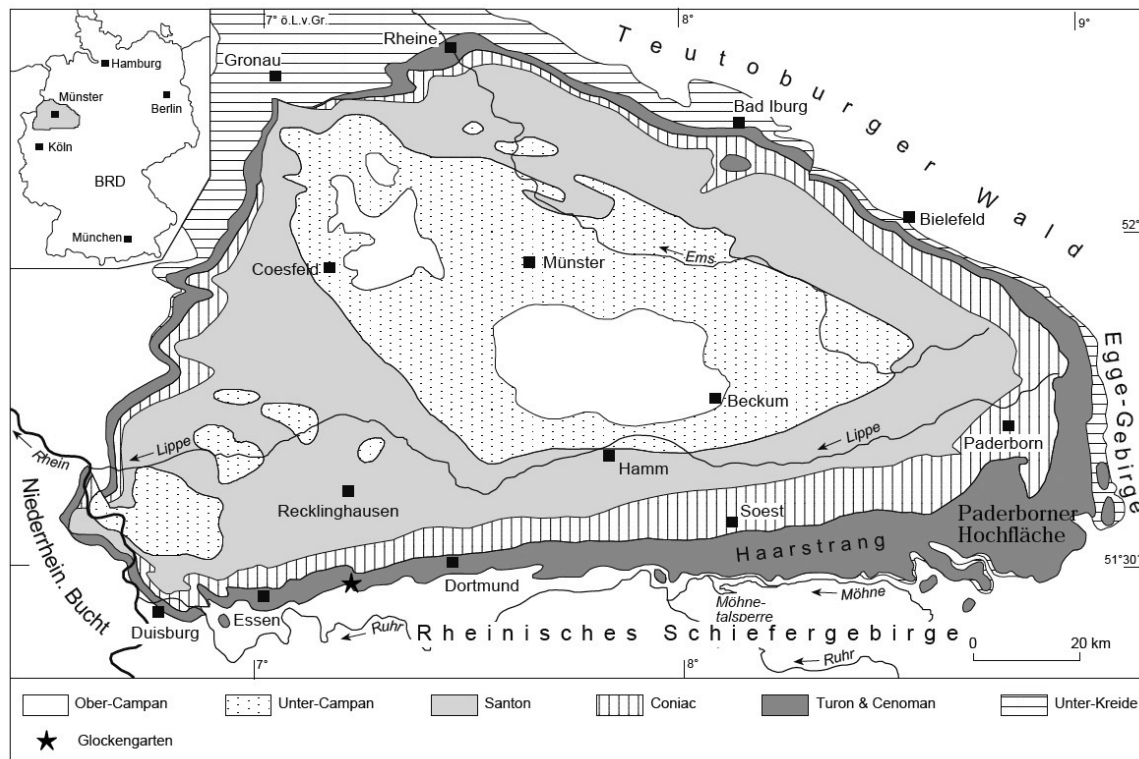 7° ö.L.v.Gr.
8°
9°
Hamburg
Münster
Berlin
Köln
BRD
München
Rheine
Gronau
Teutoburger Wald
Bad Iburg
Bielefeld
52°
Coesfeld
Münster
Ems
Egge-Gebirge
Beckum
Lippe
Lippe
Paderborn
Rhein
Hamm
Niederrhein. Bucht
Recklinghausen
Soest
Paderborner
Hochfläche
Haarstrang
51°30'
Dortmund
Essen
Möhne-
talsperre
Möhne
Duisburg
Ruhr
Rheinisches Schiefergebirge
Ruhr
7°
8°
0 20 km
Ober-Campan Unter-Campan Santon Coniac Turon & Cenoman Unter-Kreide
Glockengarten